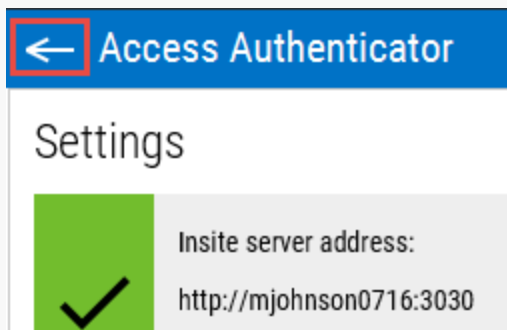 Access Authenticator
Settings
Insite server address:
http://mjohnson0716:3030